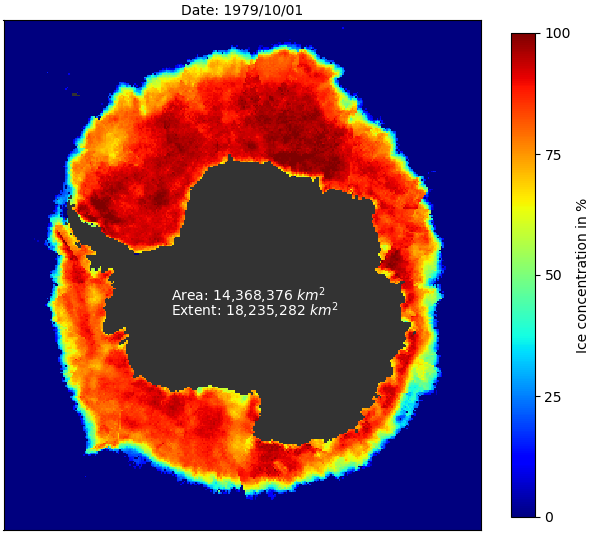 Date: 1979/10/01
100
75
50
25
0
Ice concentration in %
Area: 14,368,376 km²
Extent: 18,235,282 km²